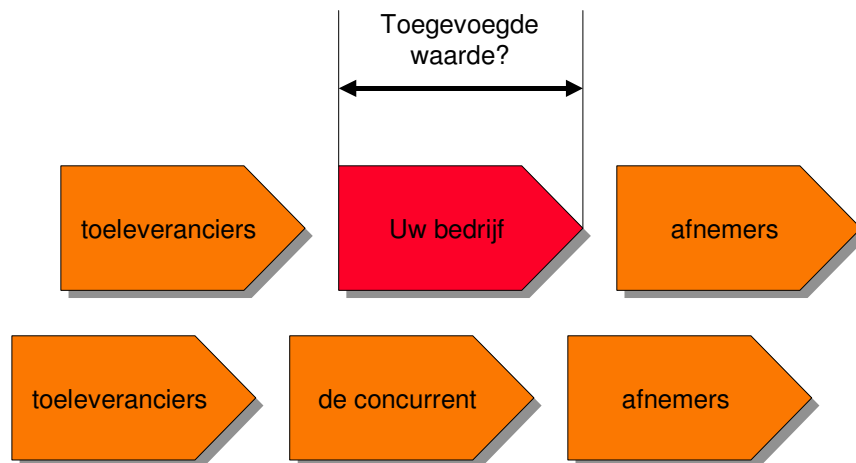 Toegevoegde
waarde?
toeleveranciers
Uw bedrijf
afnemers
toeleveranciers
de concurrent
afnemers